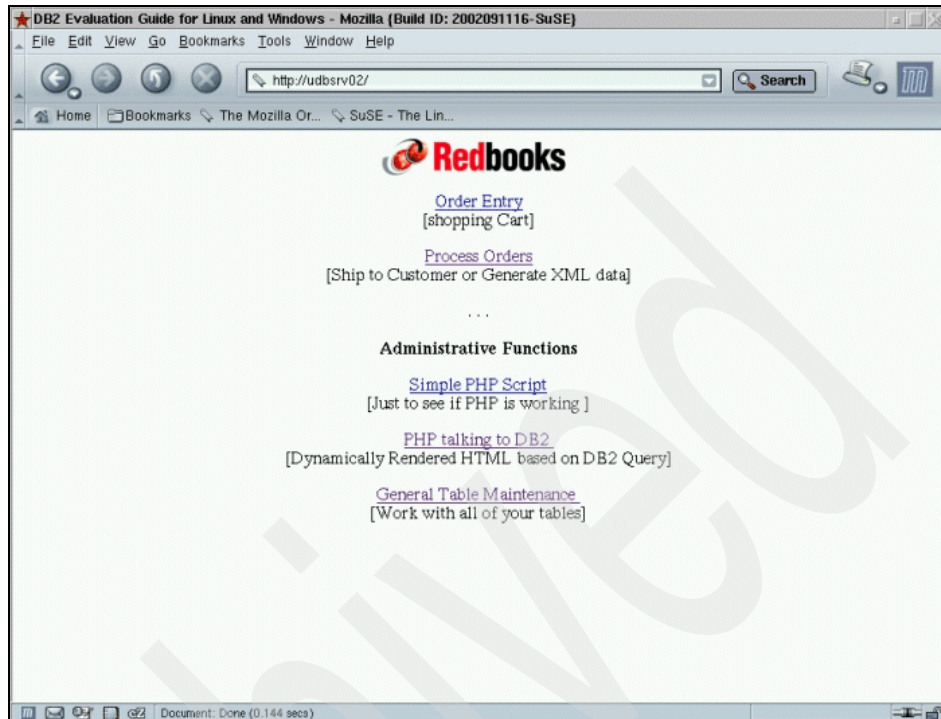 DB2 Evaluation Guide for Linux and Windows - Mozilla {Build ID: 2002091116-SuSE}
File Edit View Go Bookmarks Tools Window Help
http://udbsrv02/ Search
Home Bookmarks The Mozilla Or... SuSE - The Lin...
Redbooks
Order Entry
[shopping Cart]
Process Orders
[Ship to Customer or Generate XML data]
. . .
Administrative Functions
Simple PHP Script
[Just to see if PHP is working ]
PHP talking to DB2
[Dynamically Rendered HTML based on DB2 Query]
General Table Maintenance
[Work with all of your tables]
Document: Done (0.144 secs)